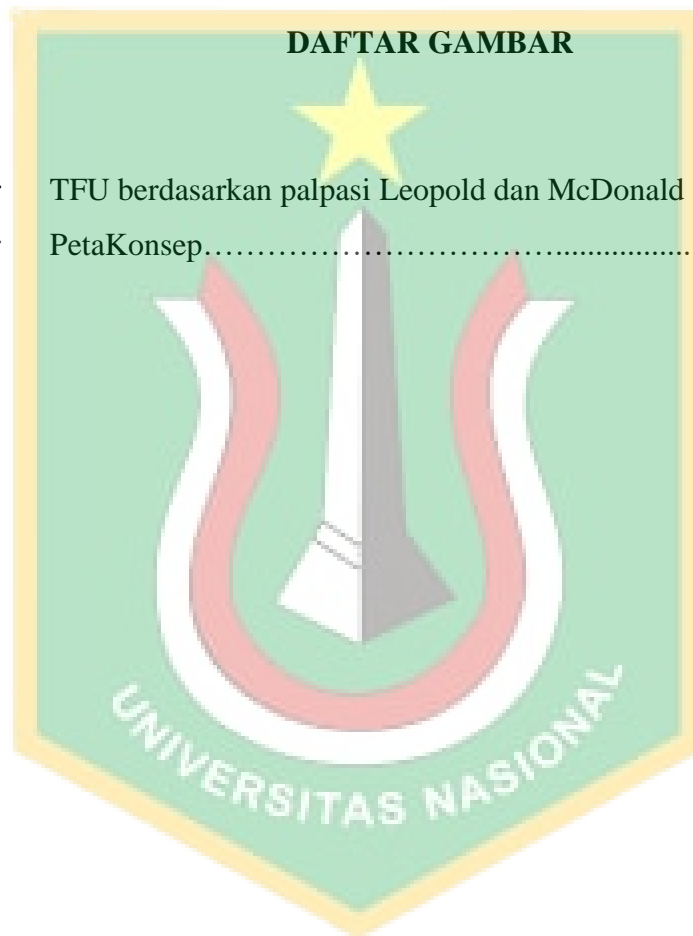 DAFTAR GAMBAR
TFU berdasarkan palpasi Leopold dan McDonald
PetaKonsep……………………………...................
UNIVERSITAS NASIONAL